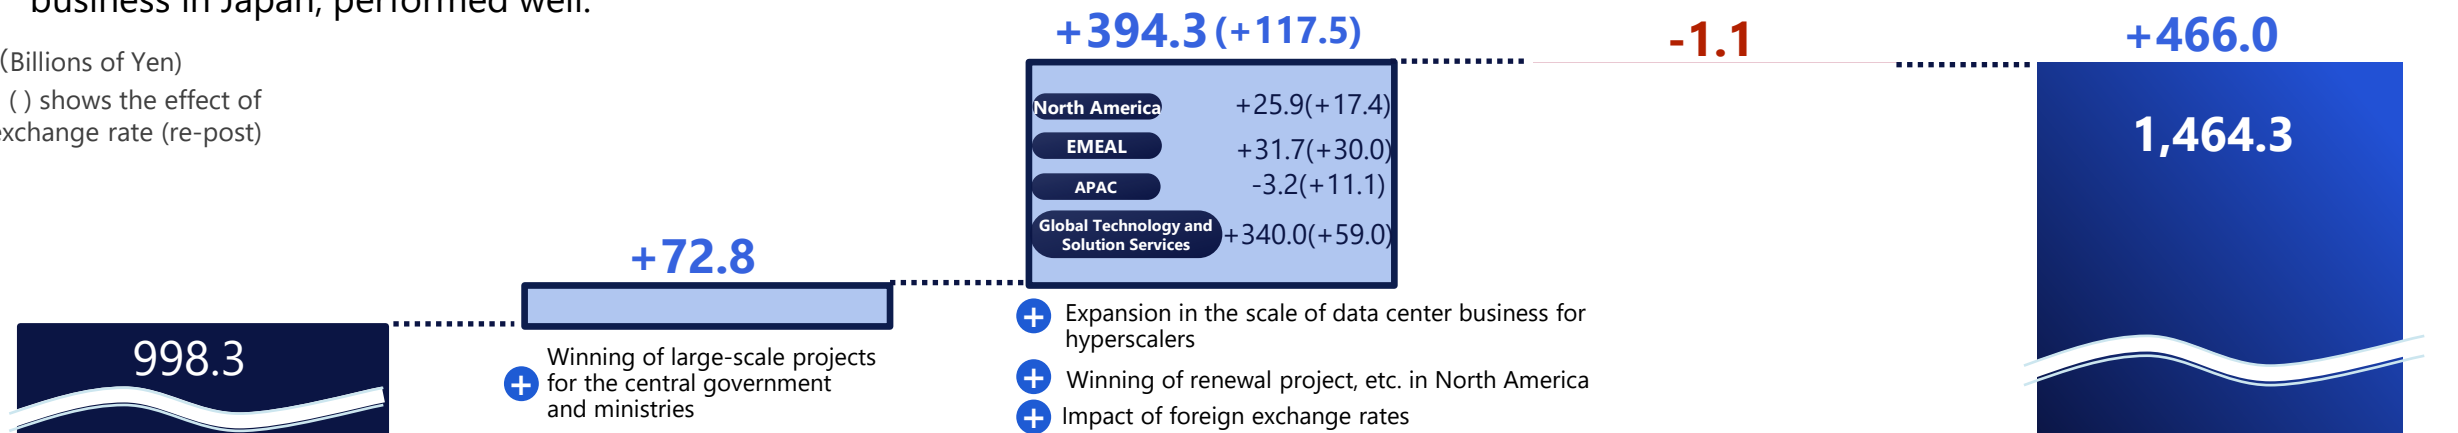 business in Japan, performed well.
(Billions of Yen)
( ) shows the effect of
exchange rate (re-post)
998.3
+72.8
Winning of large-scale projects
for the central government
and ministries
+394.3 (+117.5)
North America +25.9(+17.4)
EMEAL +31.7(+30.0)
APAC -3.2(+11.1)
Global Technology and
Solution Services +340.0(+59.0)
Expansion in the scale of data center business for
hyperscalers
Winning of renewal project, etc. in North America
Impact of foreign exchange rates
-1.1
+466.0
1,464.3